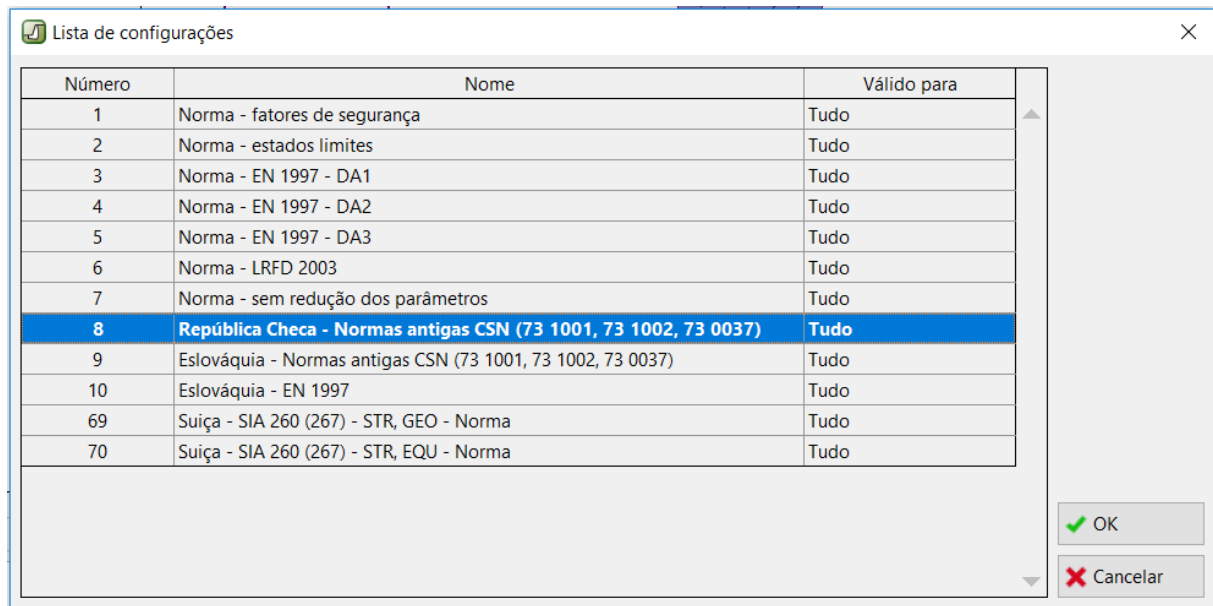 Lista de configurações
Número Nome Válido para
1 Norma - fatores de segurança Tudo
2 Norma - estados limites Tudo
3 Norma - EN 1997 - DA1 Tudo
4 Norma - EN 1997 - DA2 Tudo
5 Norma - EN 1997 - DA3 Tudo
6 Norma - LRFD 2003 Tudo
7 Norma - sem redução dos parâmetros Tudo
8 República Checa - Normas antigas CSN (73 1001, 73 1002, 73 0037) Tudo
9 Eslováquia - Normas antigas CSN (73 1001, 73 1002, 73 0037) Tudo
10 Eslováquia - EN 1997 Tudo
69 Suiça - SIA 260 (267) - STR, GEO - Norma Tudo
70 Suiça - SIA 260 (267) - STR, EQU - Norma Tudo
OK
Cancelar